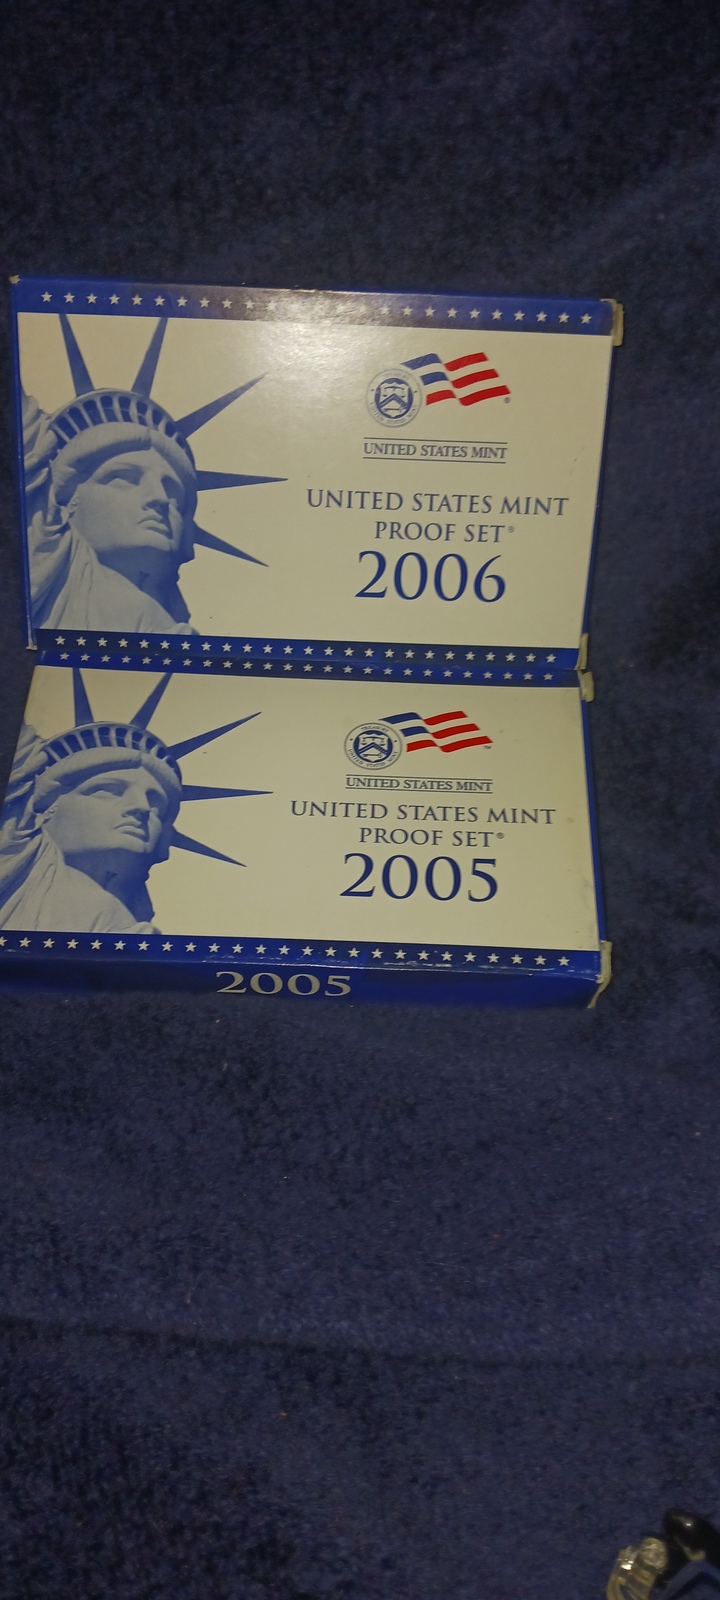 UNITED STATES MINT
UNITED STATES MINT
PROOF SET®
2006
UNITED STATES MINT
UNITED STATES MINT
PROOF SET®
2005
2005